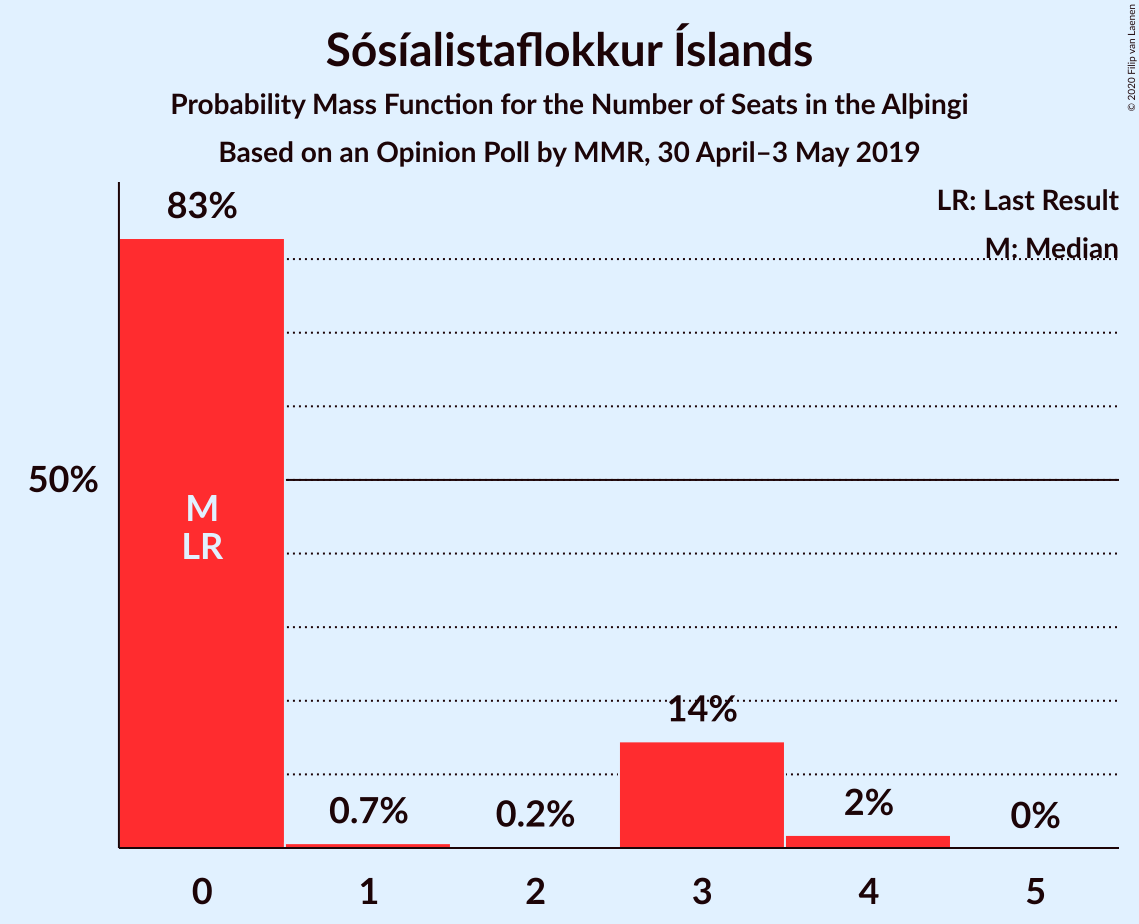 Sósíalistaflokkur Íslands
Probability Mass Function for the Number of Seats in the Alþingi
Based on an Opinion Poll by MMR, 30 April–3 May 2019
© 2020 Filip van Laenen
LR: Last Result
M: Median
83%
50%
M
LR
14%
0.7%
0.2%
2%
0%
0 1 2 3 4 5